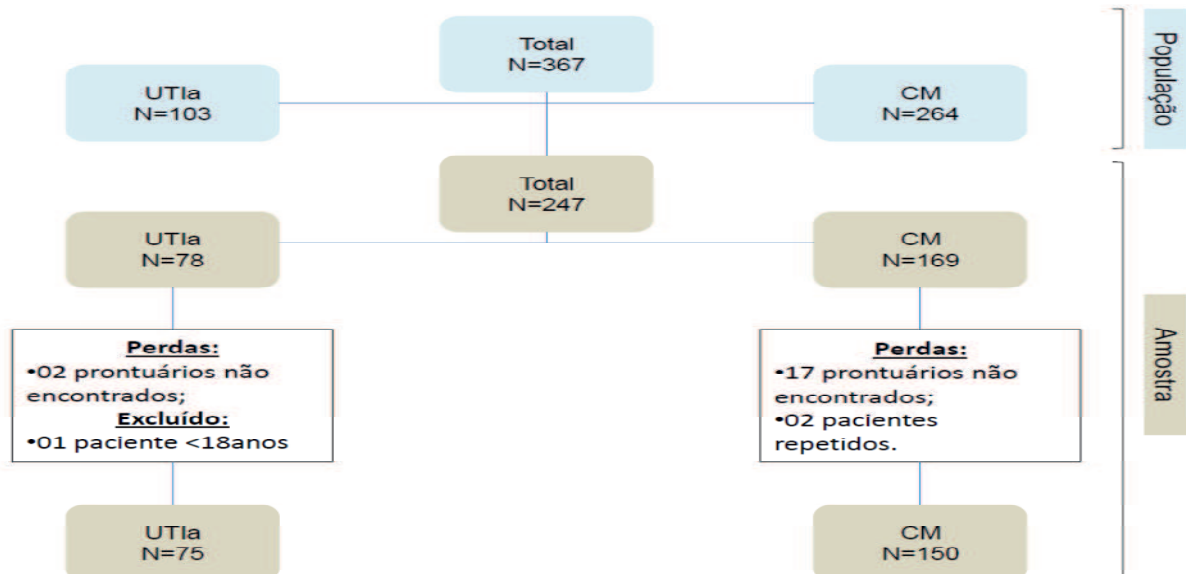 Total
N=367
UTIa
N=103
CM
N=264
População
Total
N=247
UTIa
N=78
CM
N=169
Perdas:
•02 prontuários não
encontrados;
Excluído:
•01 paciente <18anos
Perdas:
•17 prontuários não
encontrados;
•02 pacientes
repetidos.
Amostra
UTIa
N=75
CM
N=150